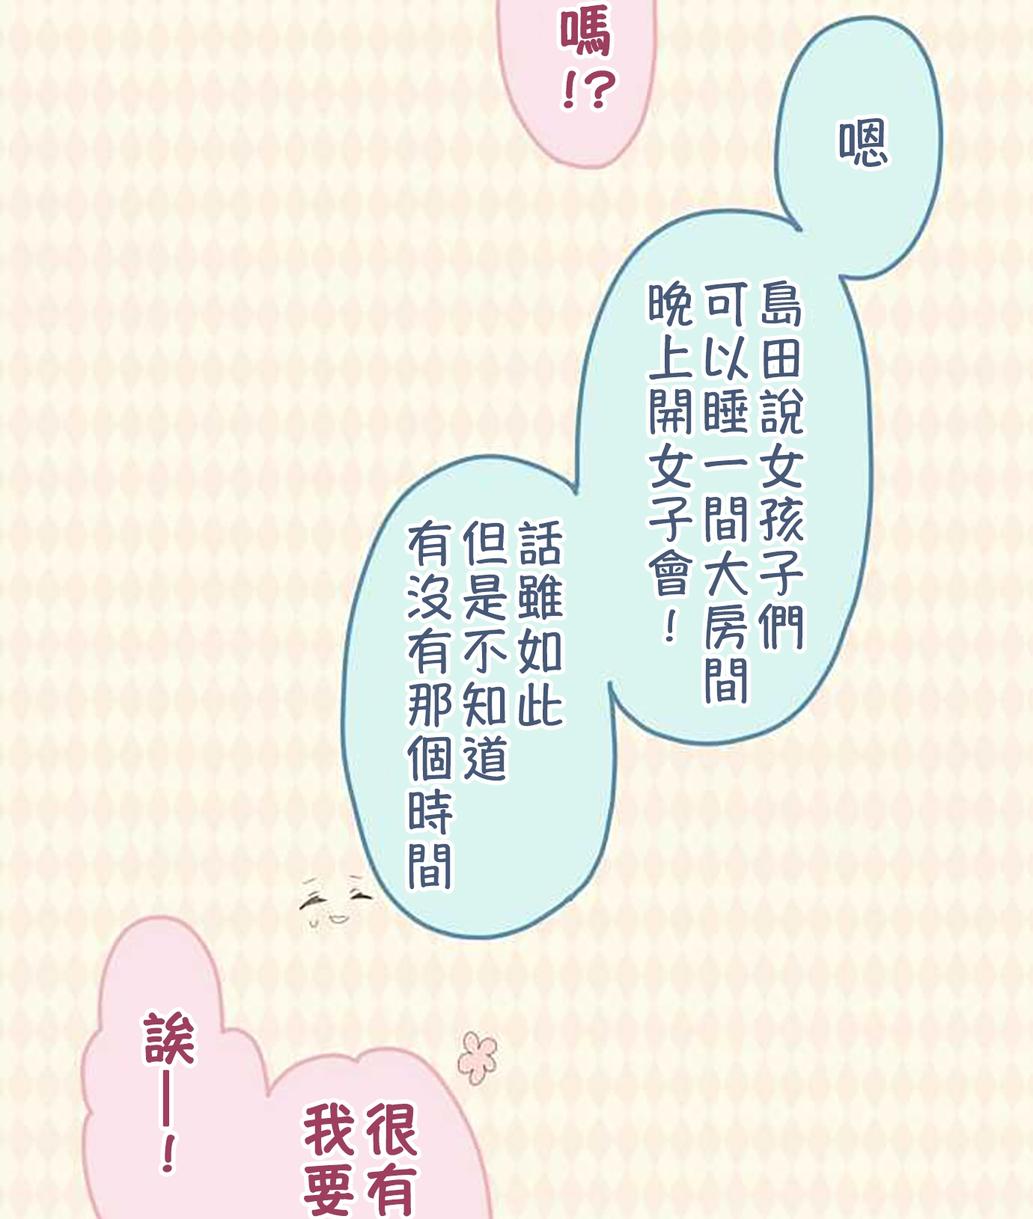 嗎!?
嗯
島田說女孩子們
可以睡一間大房間
晚上開女子會!
話雖如此
但是不知道
有沒有那個時間
誒—!
很有
我要